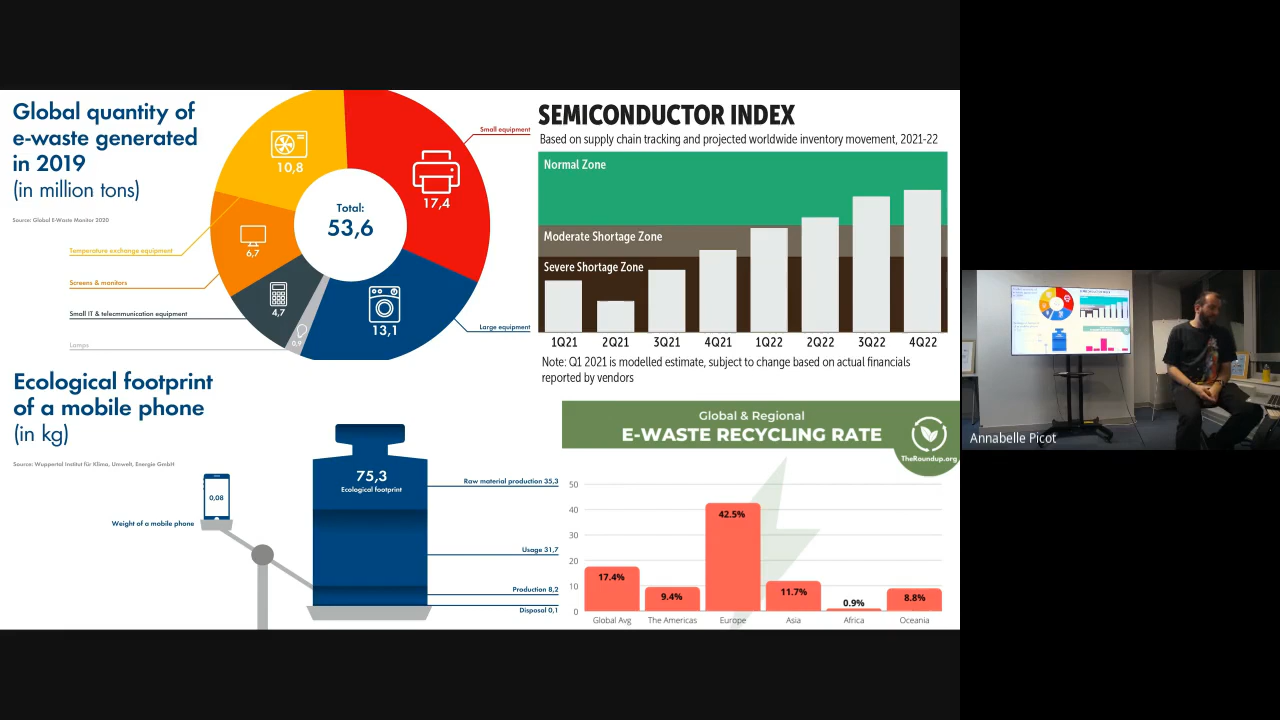 Global quantity of
e-waste generated
in 2019
(in million tons)
Source: Global E-Waste Monitor 2020
Small equipment
10,8
17,4
Total:
53,6
6,7
Temperature exchange equipment
Screens & monitors
Small IT & telecmmunication equipment
4,7
13,1
0,9
Large equipment
Lamps
SEMICONDUCTOR INDEX
Based on supply chain tracking and projected worldwide inventory movement, 2021-22
Normal Zone
Moderate Shortage Zone
Severe Shortage Zone
1Q21 2Q21 3Q21 4Q21 1Q22 2Q22 3Q22 4Q22
Note: Q1 2021 is modelled estimate, subject to change based on actual financials
reported by vendors
Ecological footprint
of a mobile phone
(in kg)
Source: Wuppertal Institut für Klima, Umwelt, Energie GmbH
0,08
Weight of a mobile phone
75,3
Ecological footprint
Raw material production 35,3
Usage 31,7
Production 8,2
Disposal 0,1
Global & Regional
E-WASTE RECYCLING RATE
TheRoundup.org
50
40
30
20
10
0
17.4%
9.4%
42.5%
11.7%
0.9%
8.8%
Global Avg The Americas Europe Asia Africa Oceania
Annabelle Picot